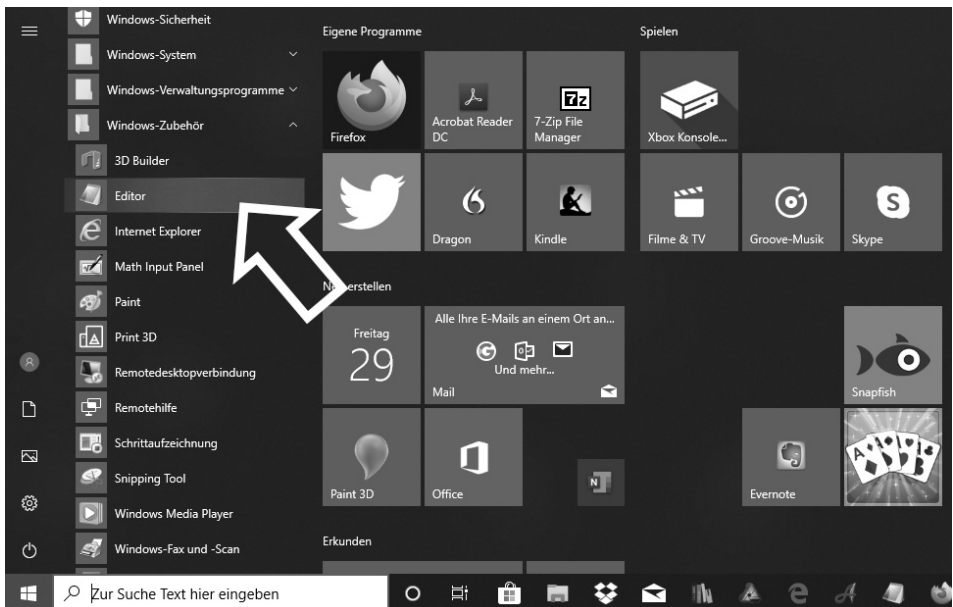 Windows-Sicherheit
Windows-System
Windows-Verwaltungsprogramme
Windows-Zubehör
3D Builder
Editor
Internet Explorer
Math Input Panel
Paint
Print 3D
Remotedesktopverbindung
Remotehilfe
Schrittaufzeichnung
Snipping Tool
Windows Media Player
Windows-Fax und -Scan
Eigene Programme
Firefox
Acrobat Reader
DC
7z
7-Zip File
Manager
Dragon
Kindle
Spielen
Xbox Konsole...
Filme & TV
Groove-Musik
Skype
erstellen
Freitag
29
Alle Ihre E-Mails an einem Ort an...
Und mehr...
Mail
Snapfish
Paint 3D
Office
N
Evernote
Erkunden
Zur Suche Text hier eingeben